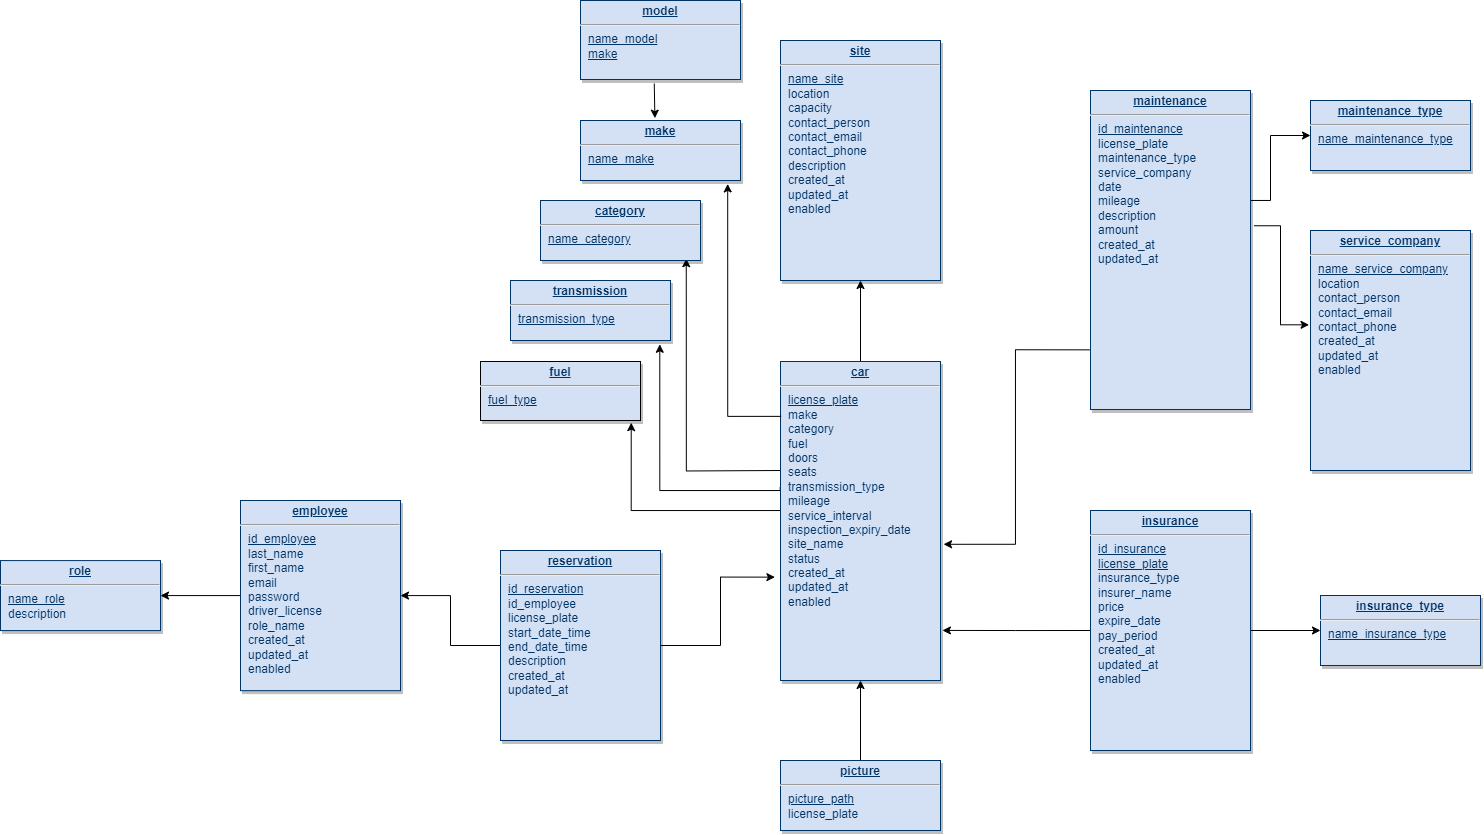 model
name_model
make
make
name_make
category
name_category
transmission
transmission_type
fuel
fuel_type
site
name_site
location
capacity
contact_person
contact_email
contact_phone
description
created_at
updated_at
enabled
maintenance
id_maintenance
license_plate
maintenance_type
service_company
date
mileage
description
amount
created_at
updated_at
maintenance_type
name_maintenance_type
service_company
name_service_company
location
contact_person
contact_email
contact_phone
created_at
updated_at
enabled
car
license_plate
make
category
fuel
doors
seats
transmission_type
mileage
service_interval
inspection_expiry_date
site_name
status
created_at
updated_at
enabled
role
name_role
description
employee
id_employee
last_name
first_name
email
password
driver_license
role_name
created_at
updated_at
enabled
reservation
id_reservation
id_employee
license_plate
start_date_time
end_date_time
description
created_at
updated_at
insurance
id_insurance
license_plate
insurance_type
insurer_name
price
expire_date
pay_period
created_at
updated_at
enabled
insurance_type
name_insurance_type
picture
picture_path
license_plate